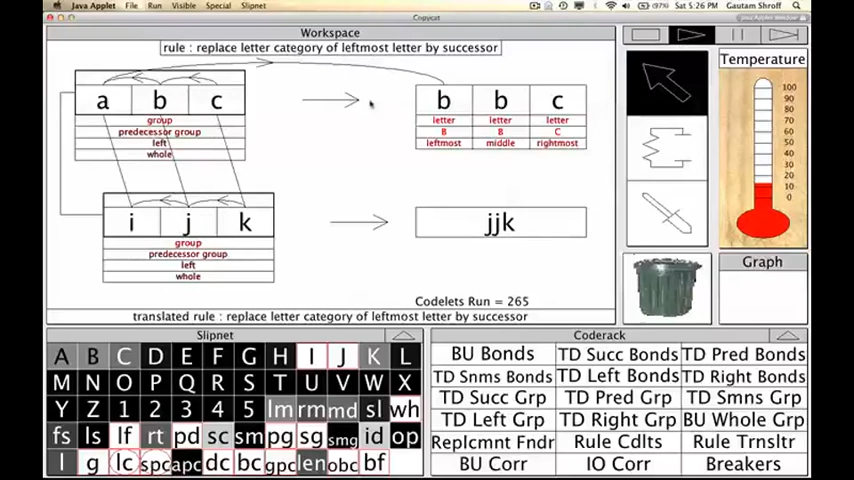 Java Applet File Run Visible Special Slipnet (97%) Sat 5:26 PM Gautam Shroff
Copycat
Java Applet Window
Workspace
rule : replace letter category of leftmost letter by successor
a b c
group
predecessor group
left
whole
b b c
letter letter letter
B B C
leftmost middle rightmost
i j k
group
predecessor group
left
whole
jjk
Codelets Run = 265
translated rule : replace letter category of leftmost letter by successor
Temperature
100
90
80
70
60
50
40
30
20
10
0
Graph
Slipnet
A B C D E F G H I J K L
M N O P Q R S T U V W X
Y Z 1 2 3 4 5 lm rm md sl wh
fs ls lf rt pd sc sm pg sg smg id op
l g lc spc apc dc bc gpc len obc bf
Coderack
BU Bonds TD Succ Bonds TD Pred Bonds
TD Snms Bonds TD Left Bonds TD Right Bonds
TD Succ Grp TD Pred Grp TD Smns Grp
TD Left Grp TD Right Grp BU Whole Grp
Replcmnt Fndr Rule Cdlts Rule Trnsltr
BU Corr IO Corr Breakers